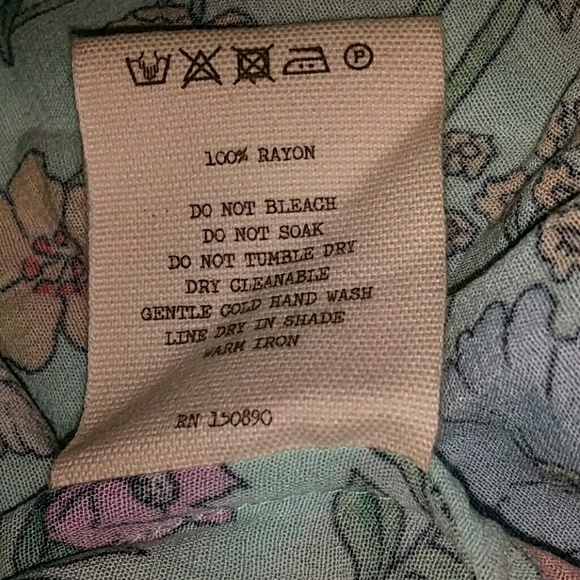 P
100% RAYON
DO NOT BLEACH
DO NOT SOAK
DO NOT TUMBLE DRY
DRY CLEANABLE
GENTLE COLD HAND WASH
LINE DRY IN SHADE
WARM IRON
RN 150890